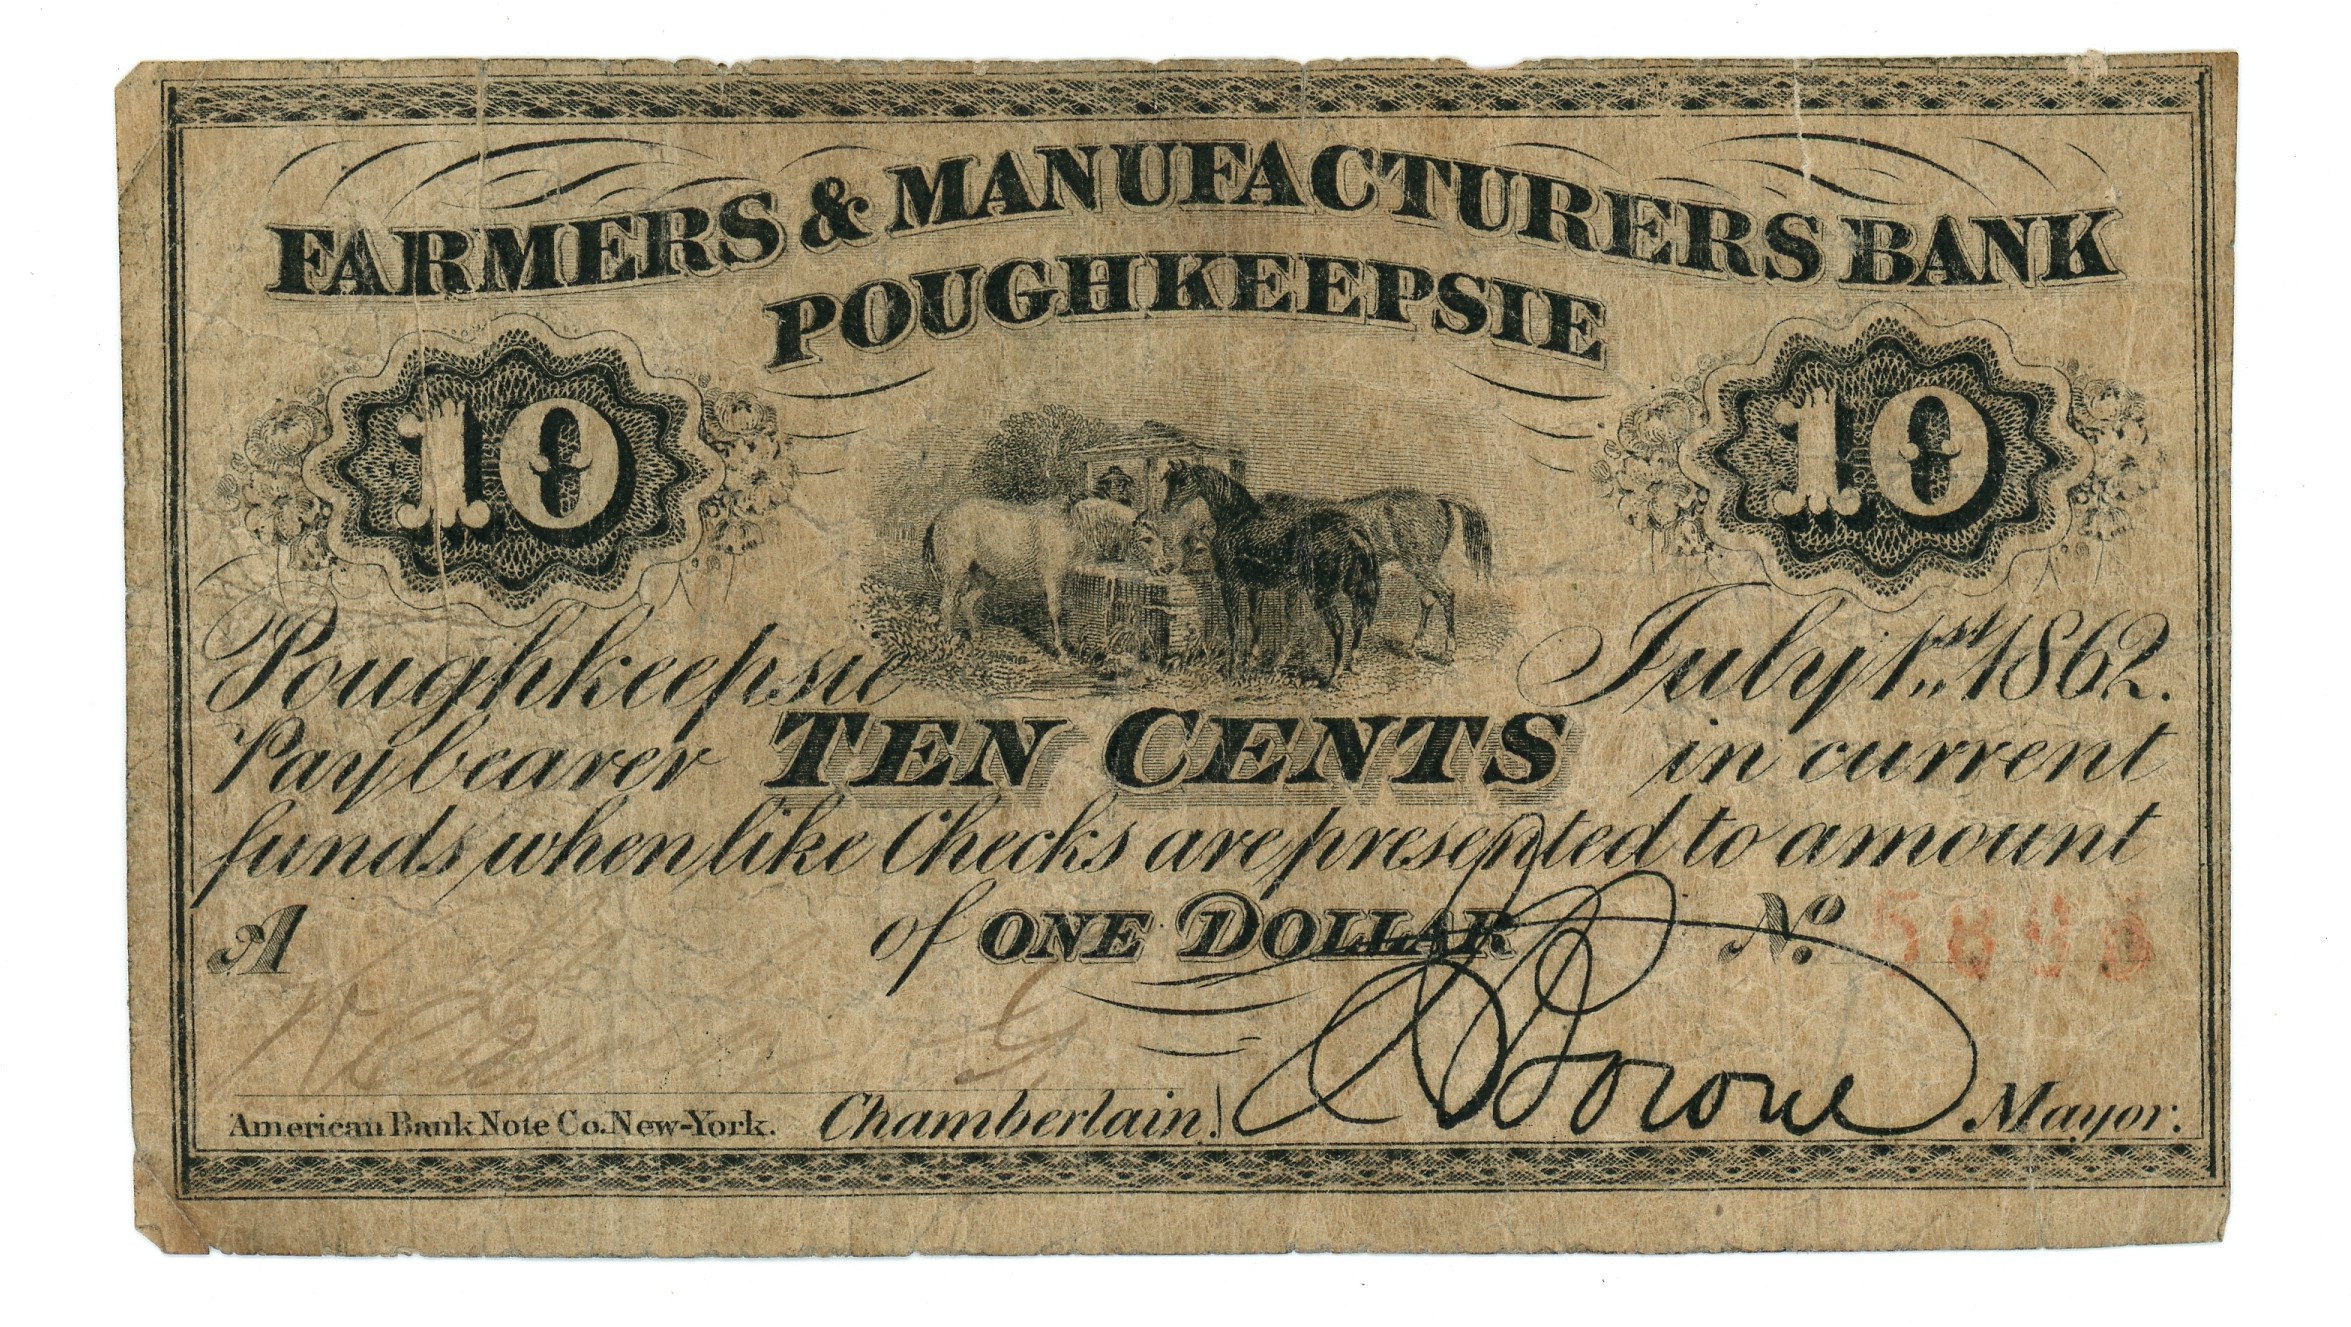 FARMERS & MANUFACTURERS BANK
POUGHKEEPSIE
10 10
Poughkeepsie July 1st 1862.
Pay bearer TEN CENTS in current
funds when like Checks are presented to amount
A of ONE DOLLAR No.
American Bank Note Co. New-York. Chamberlain. Mayor.